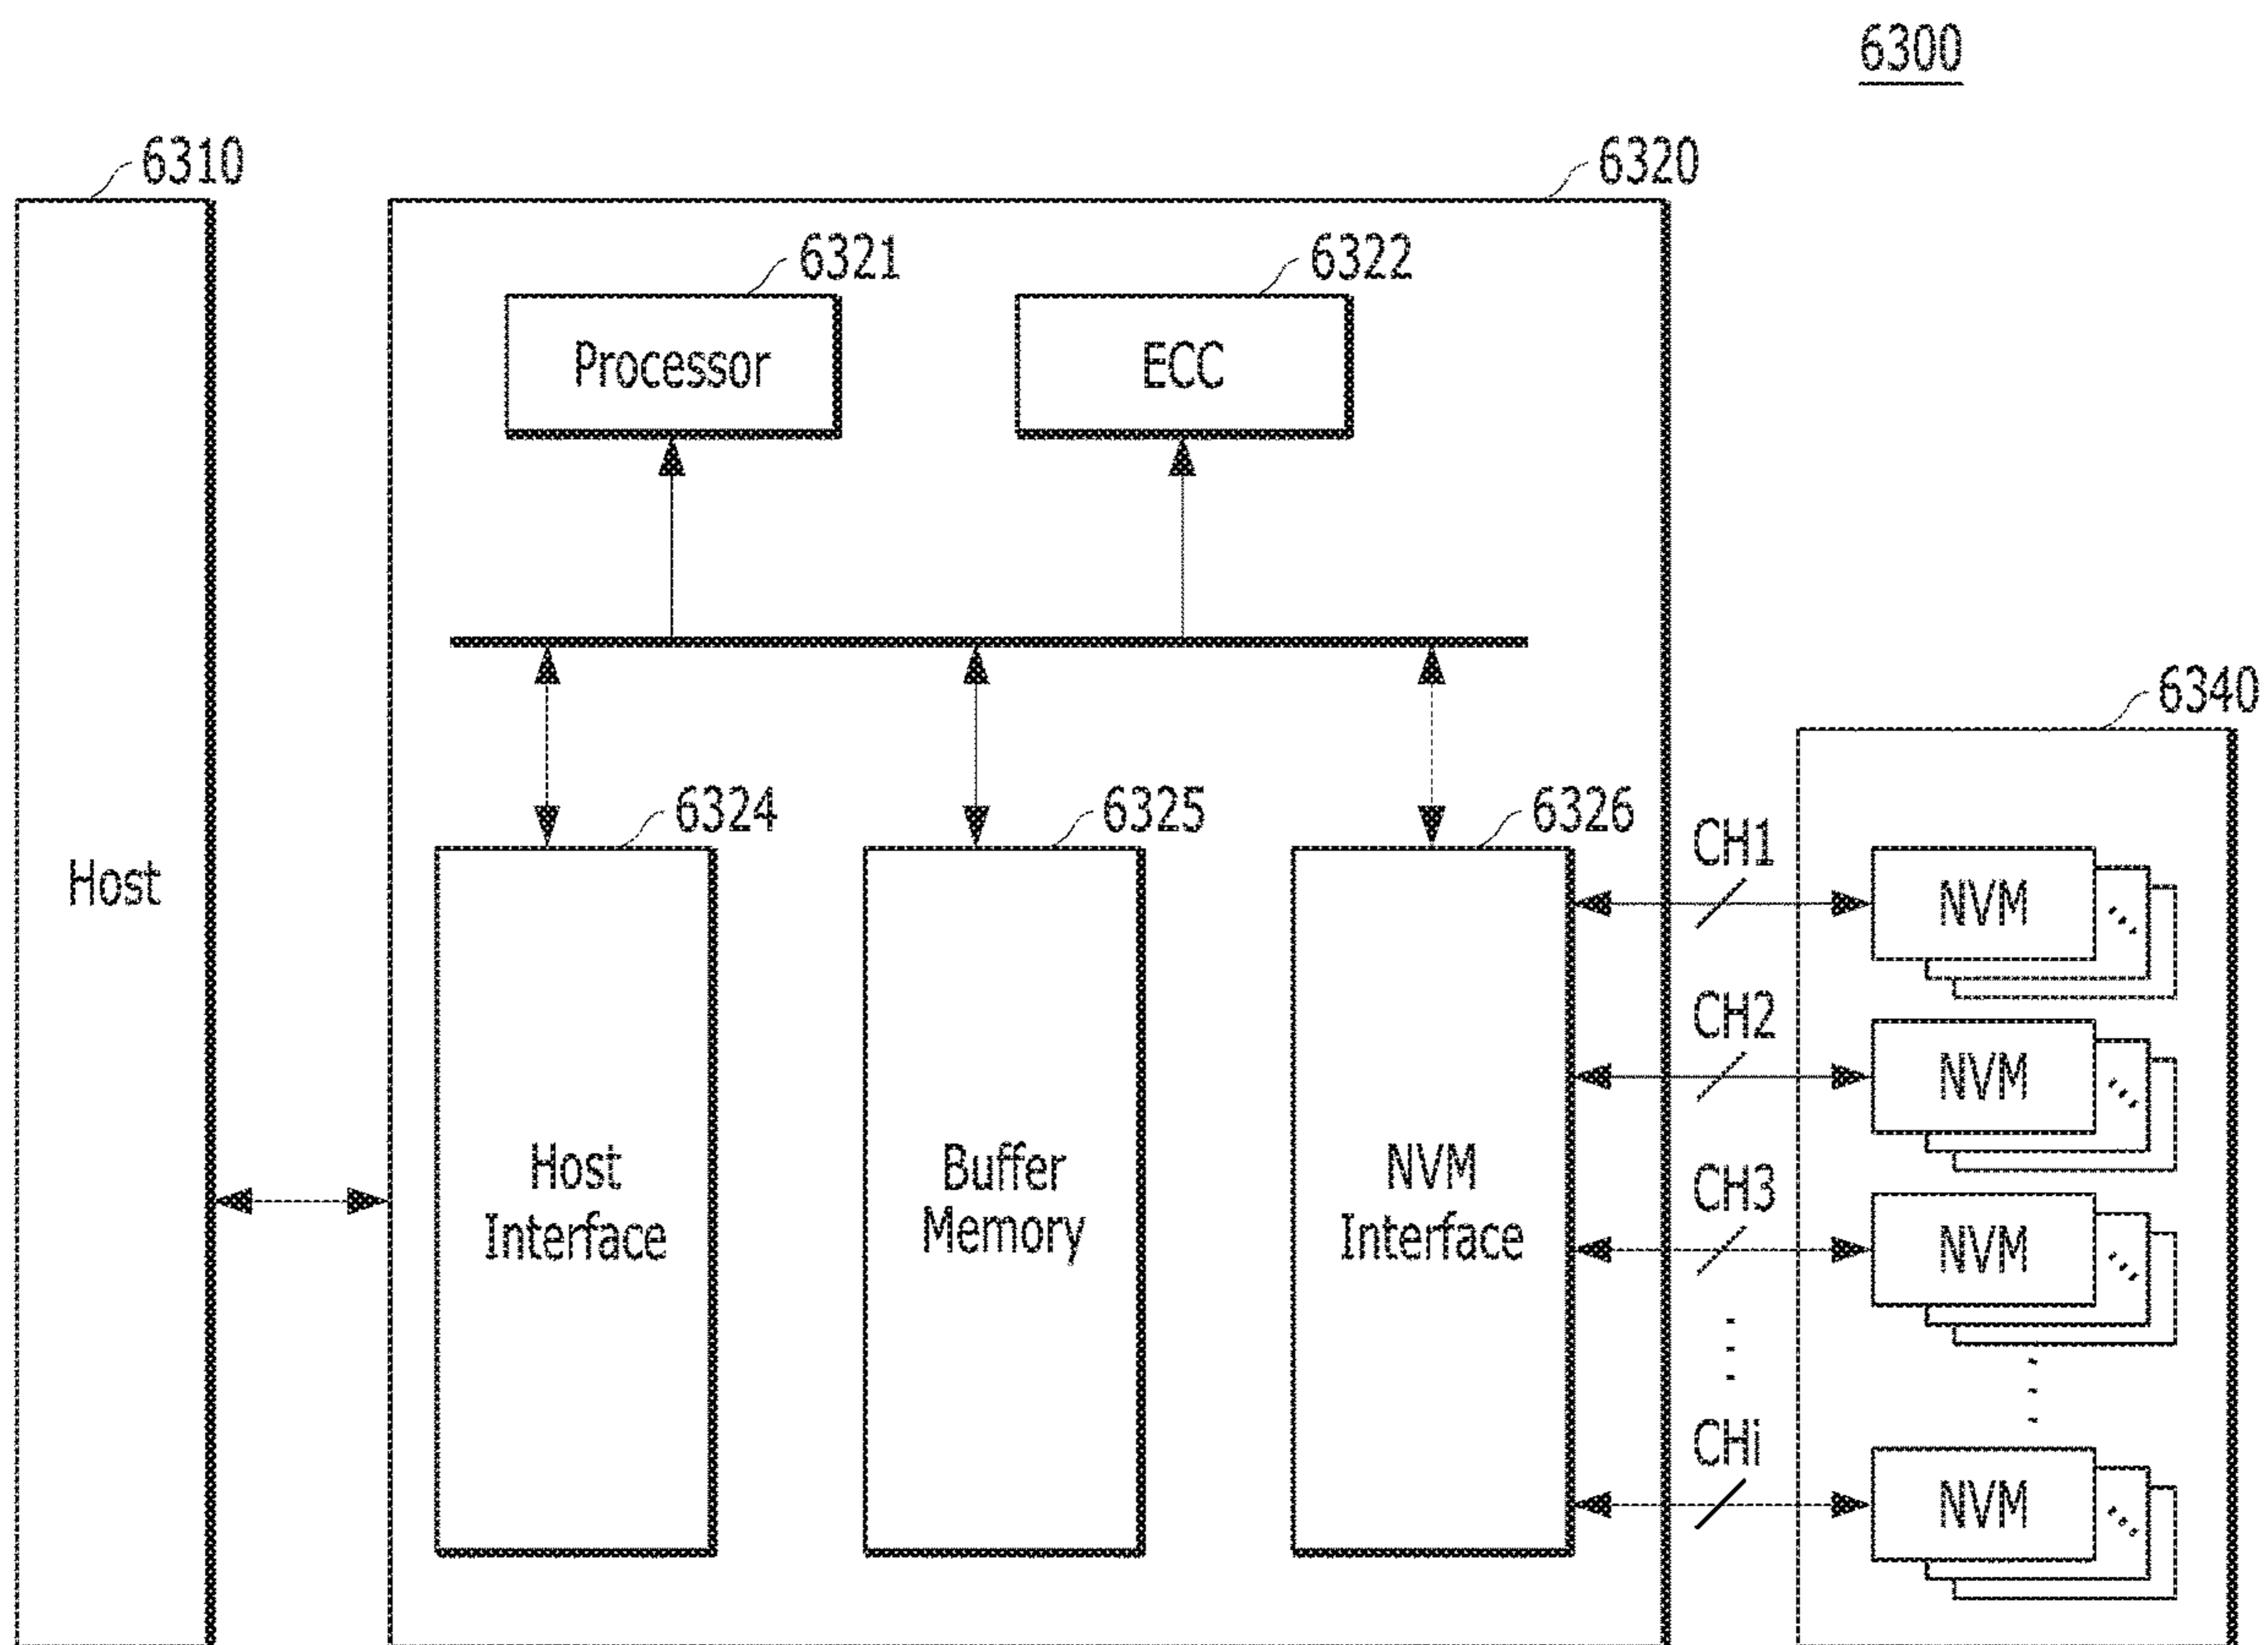 6300
6310
6320
6321
6322
Processor
ECC
6340
6324
6325
6326
CH1
Host
NVM
CH2
NVM
Host
Interface
Buffer
Memory
NVM
Interface
CH3
NVM
CHi
NVM